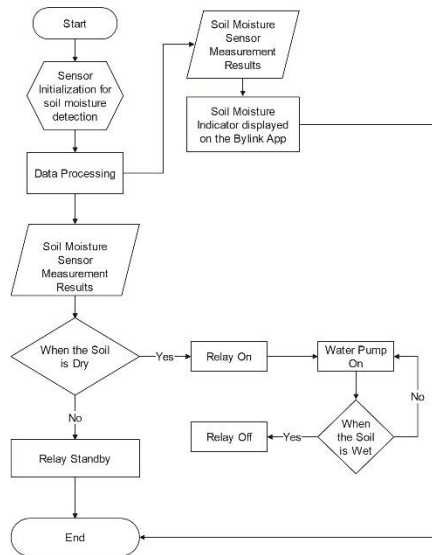 Start
Sensor
Initialization for
soil moisture
detection
Data Processing
Soil Moisture
Sensor
Measurement
Results
Soil Moisture
Indicator displayed
on the Bylink App
Soil Moisture
Sensor
Measurement
Results
When the Soil
is Dry
Yes
Relay On
Water Pump
On
No
When
the Soil
is Wet
Yes
Relay Off
No
Relay Standby
End